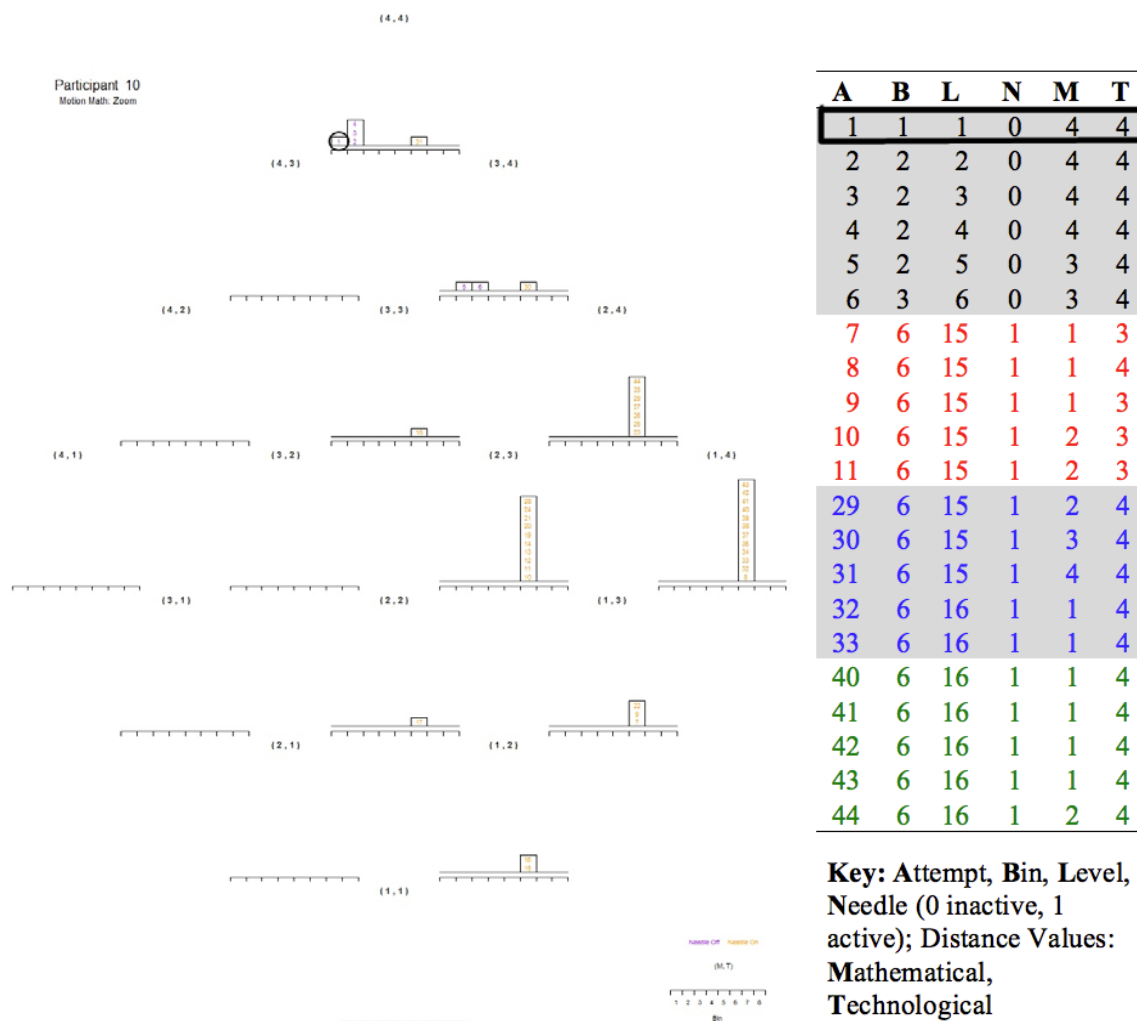 (4,4)
Participant 10
Motion Math: Zoom
(4,3) (3,4)
(4,2) (3,3) (2,4)
(4,1) (3,2) (2,3) (1,4)
(3,1) (2,2) (1,3)
(2,1) (1,2)
(1,1)
Needle Off Needle On
(M,T)
1 2 3 4 5 6 7 8
Bin
A B L N M T
1 1 1 0 4 4
2 2 2 0 4 4
3 2 3 0 4 4
4 2 4 0 4 4
5 2 5 0 3 4
6 3 6 0 3 4
7 6 15 1 1 3
8 6 15 1 1 4
9 6 15 1 1 3
10 6 15 1 2 3
11 6 15 1 2 3
29 6 15 1 2 4
30 6 15 1 3 4
31 6 15 1 4 4
32 6 16 1 1 4
33 6 16 1 1 4
40 6 16 1 1 4
41 6 16 1 1 4
42 6 16 1 1 4
43 6 16 1 1 4
44 6 16 1 2 4
Key: Attempt, Bin, Level,
Needle (0 inactive, 1
active); Distance Values:
Mathematical,
Technological